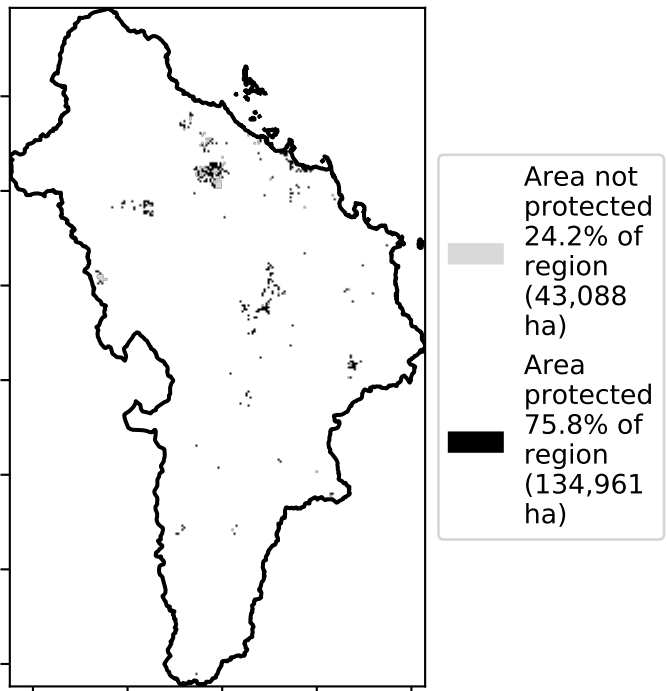 Area not
protected
24.2% of
region
(43,088
ha)
Area
protected
75.8% of
region
(134,961
ha)